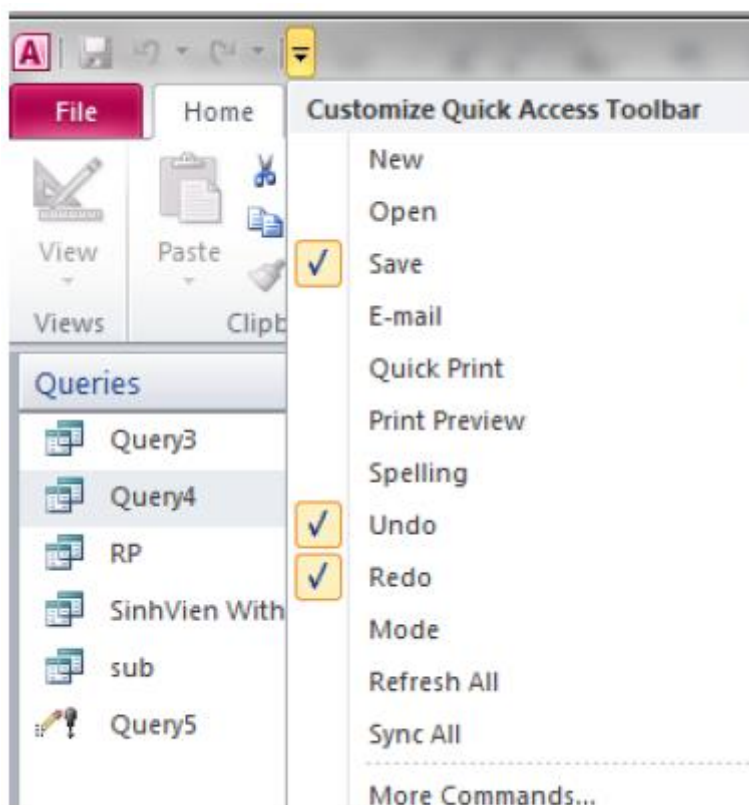 A
File Home Customize Quick Access Toolbar
New
Open
Save
E-mail
Quick Print
Print Preview
Spelling
Undo
Redo
Mode
Refresh All
Sync All
More Commands...
View Paste
Views
Queries
Query3
Query4
RP
SinhVien With
sub
Query5